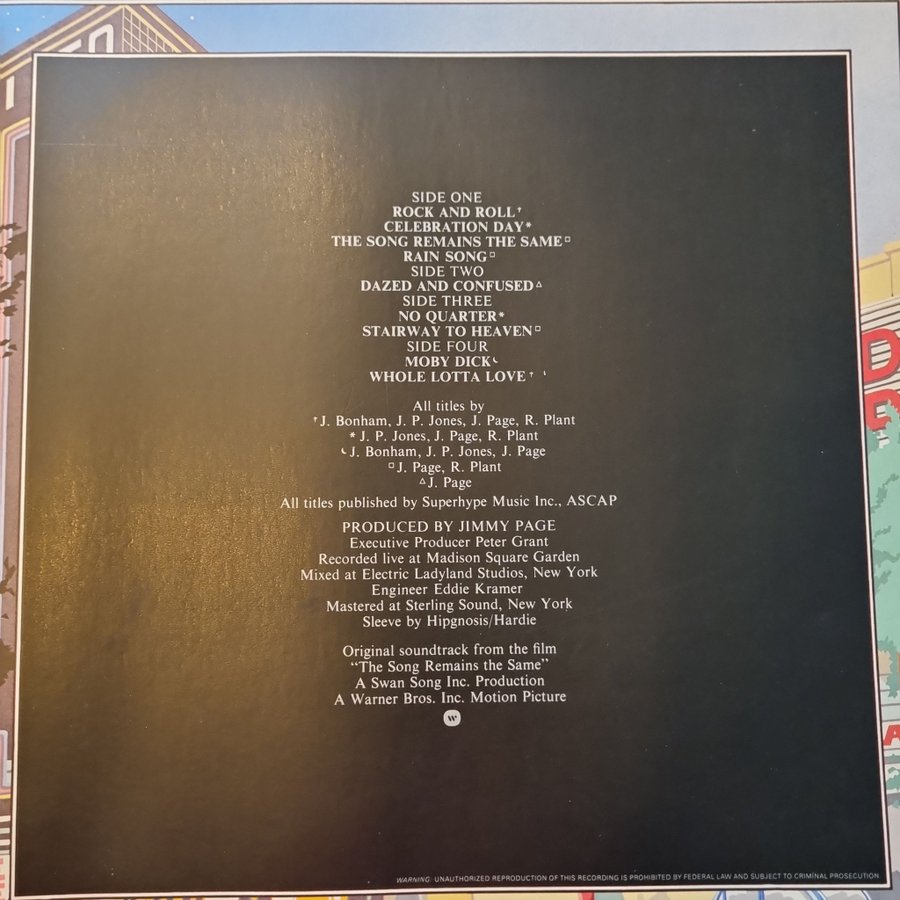 SIDE ONE
ROCK AND ROLL†
CELEBRATION DAY*
THE SONG REMAINS THE SAME□
RAIN SONG□
SIDE TWO
DAZED AND CONFUSED△
SIDE THREE
NO QUARTER*
STAIRWAY TO HEAVEN□
SIDE FOUR
MOBY DICK☾
WHOLE LOTTA LOVE†
All titles by
†J. Bonham, J. P. Jones, J. Page, R. Plant
* J. P. Jones, J. Page, R. Plant
☾J. Bonham, J. P. Jones, J. Page
□J. Page, R. Plant
△J. Page
All titles published by Superhype Music Inc., ASCAP
PRODUCED BY JIMMY PAGE
Executive Producer Peter Grant
Recorded live at Madison Square Garden
Mixed at Electric Ladyland Studios, New York
Engineer Eddie Kramer
Mastered at Sterling Sound, New York
Sleeve by Hipgnosis/Hardie
Original soundtrack from the film
“The Song Remains the Same”
A Swan Song Inc. Production
A Warner Bros. Inc. Motion Picture
W
WARNING: UNAUTHORIZED REPRODUCTION OF THIS RECORDING IS PROHIBITED BY FEDERAL LAW AND SUBJECT TO CRIMINAL PROSECUTION